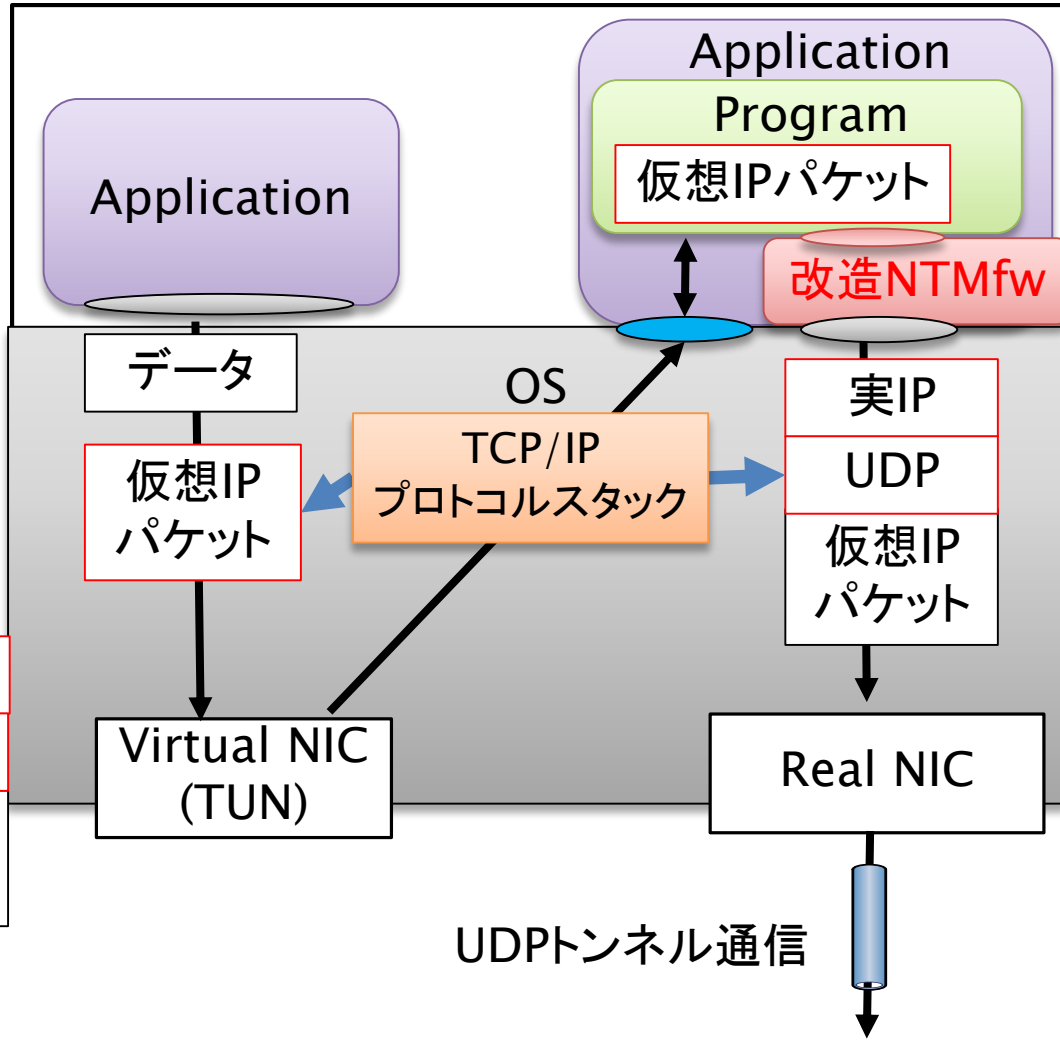 Application
Application
Program
仮想IPパケット
改造NTMfw
データ
OS
実IP
TCP/IP
プロトコルスタック
UDP
仮想IP
パケット
仮想IP
パケット
Virtual NIC
(TUN)
Real NIC
UDPトンネル通信